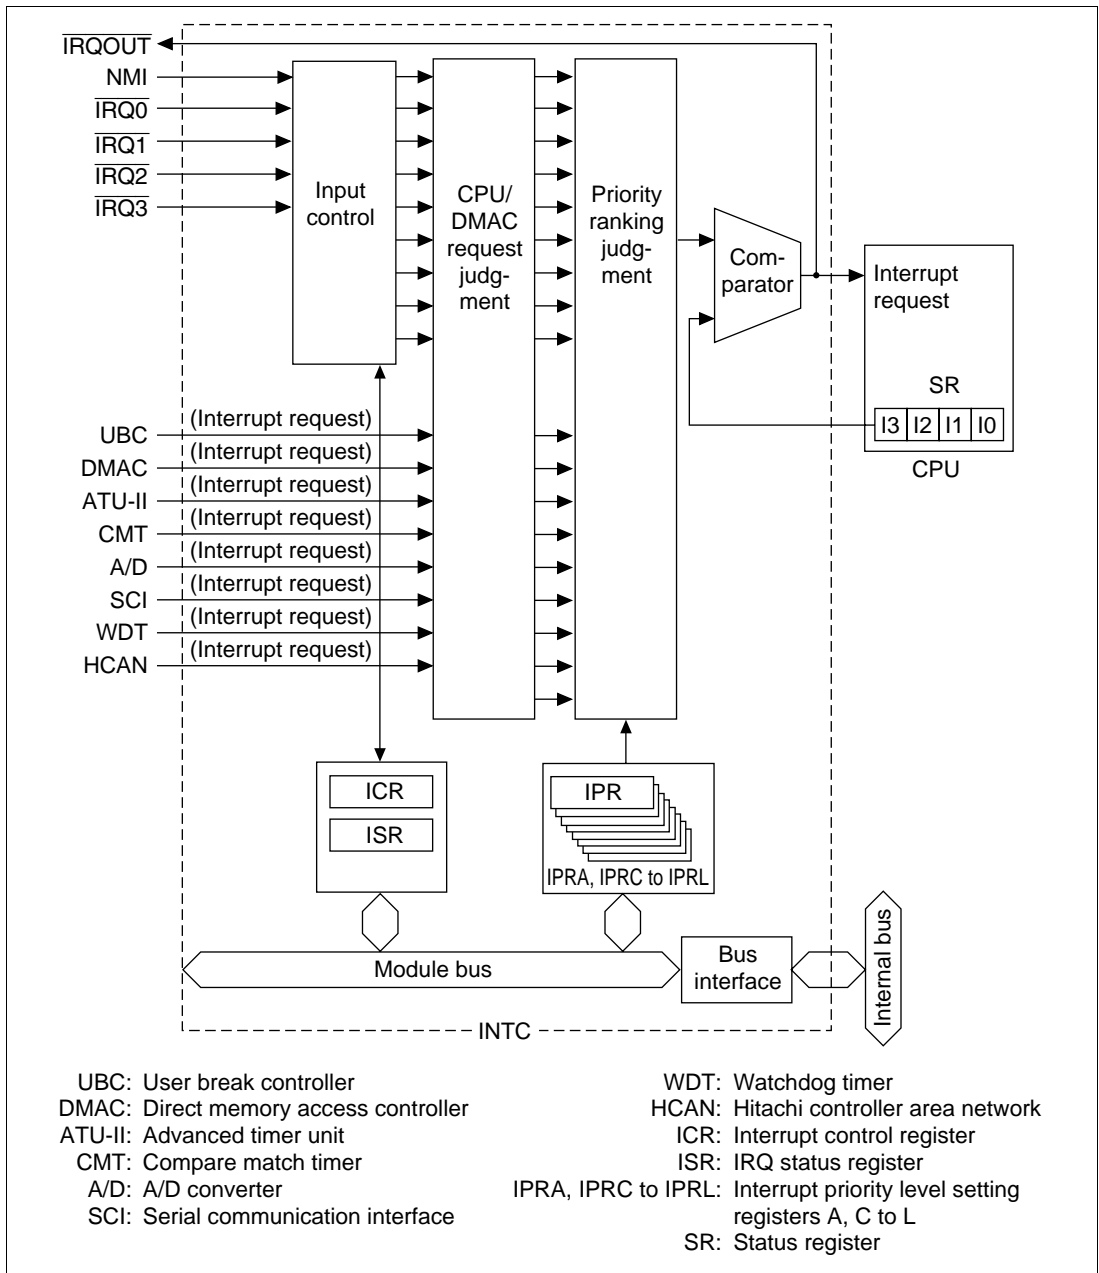 IRQOUT
NMI
IRQ0
IRQ1
IRQ2
IRQ3
Input
control
CPU/
DMAC
request
judg-
ment
Priority
ranking
judg-
ment
Com-
parator
Interrupt
request
SR
I3 I2 I1 I0
CPU
UBC (Interrupt request)
DMAC (Interrupt request)
ATU-II (Interrupt request)
CMT (Interrupt request)
A/D (Interrupt request)
SCI (Interrupt request)
WDT (Interrupt request)
HCAN (Interrupt request)
ICR
ISR
IPR
IPRA, IPRC to IPRL
Module bus
Bus
interface
Internal bus
INTC
UBC: User break controller
DMAC: Direct memory access controller
ATU-II: Advanced timer unit
CMT: Compare match timer
A/D: A/D converter
SCI: Serial communication interface
WDT: Watchdog timer
HCAN: Hitachi controller area network
ICR: Interrupt control register
ISR: IRQ status register
IPRA, IPRC to IPRL: Interrupt priority level setting
registers A, C to L
SR: Status register